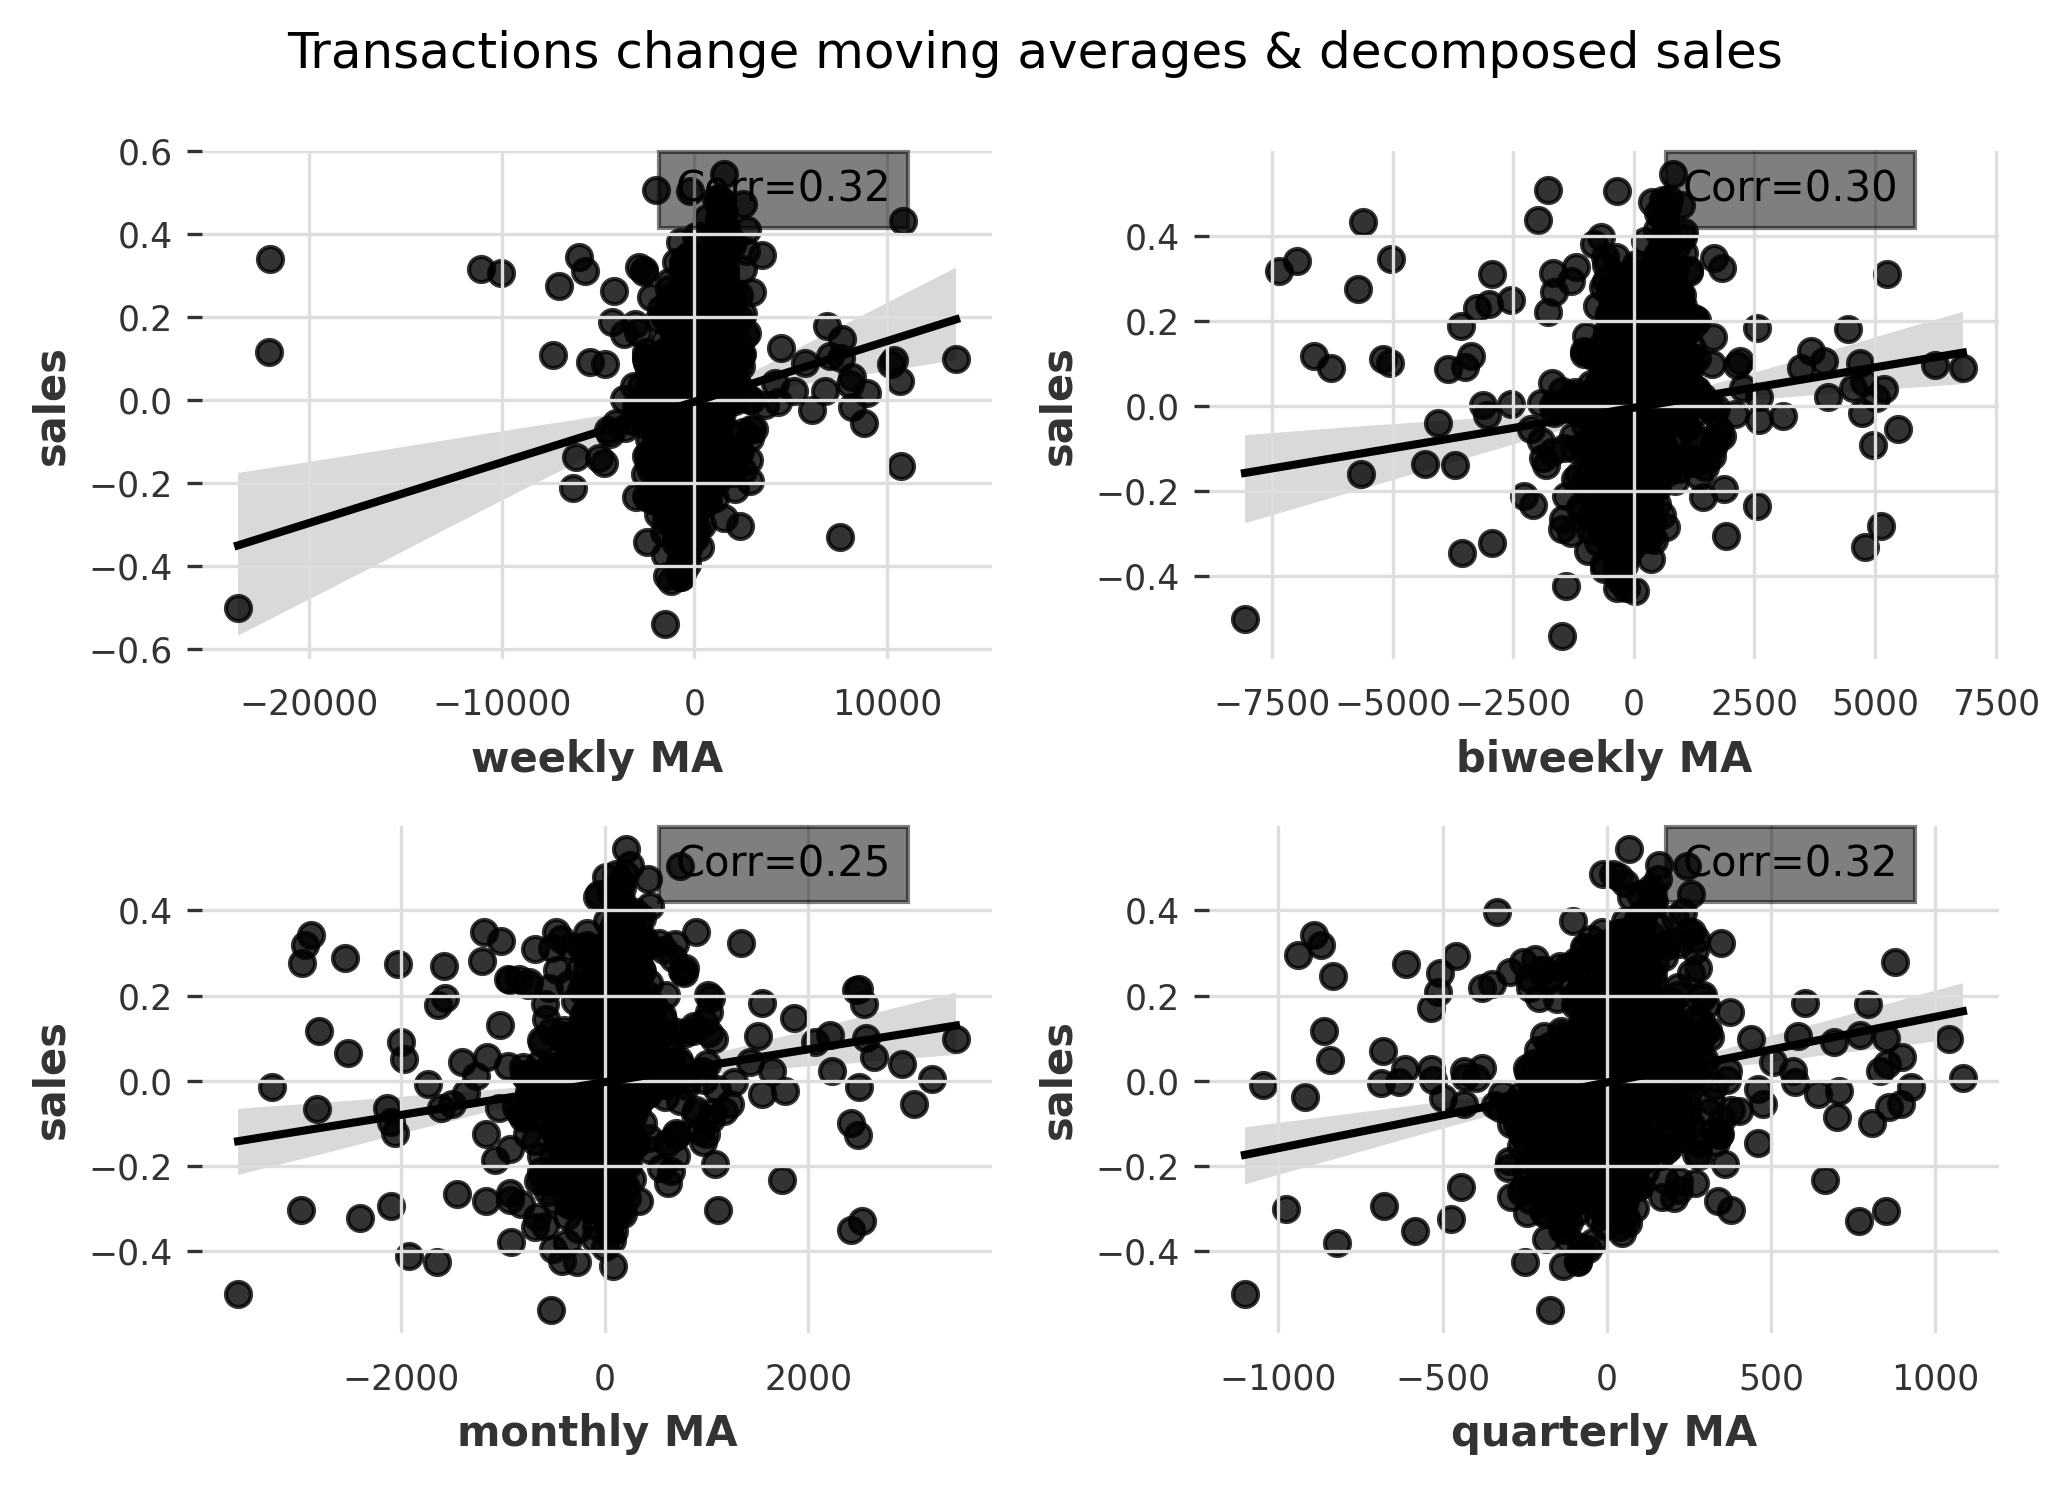 Transactions change moving averages & decomposed sales
Corr=0.32
0.6
0.4
0.2
0.0
−0.2
−0.4
−0.6
sales
−20000 −10000 0 10000
weekly MA
Corr=0.30
0.4
0.2
0.0
−0.2
−0.4
sales
−7500 −5000 −2500 0 2500 5000 7500
biweekly MA
Corr=0.25
0.4
0.2
0.0
−0.2
−0.4
sales
−2000 0 2000
monthly MA
Corr=0.32
0.4
0.2
0.0
−0.2
−0.4
sales
−1000 −500 0 500 1000
quarterly MA